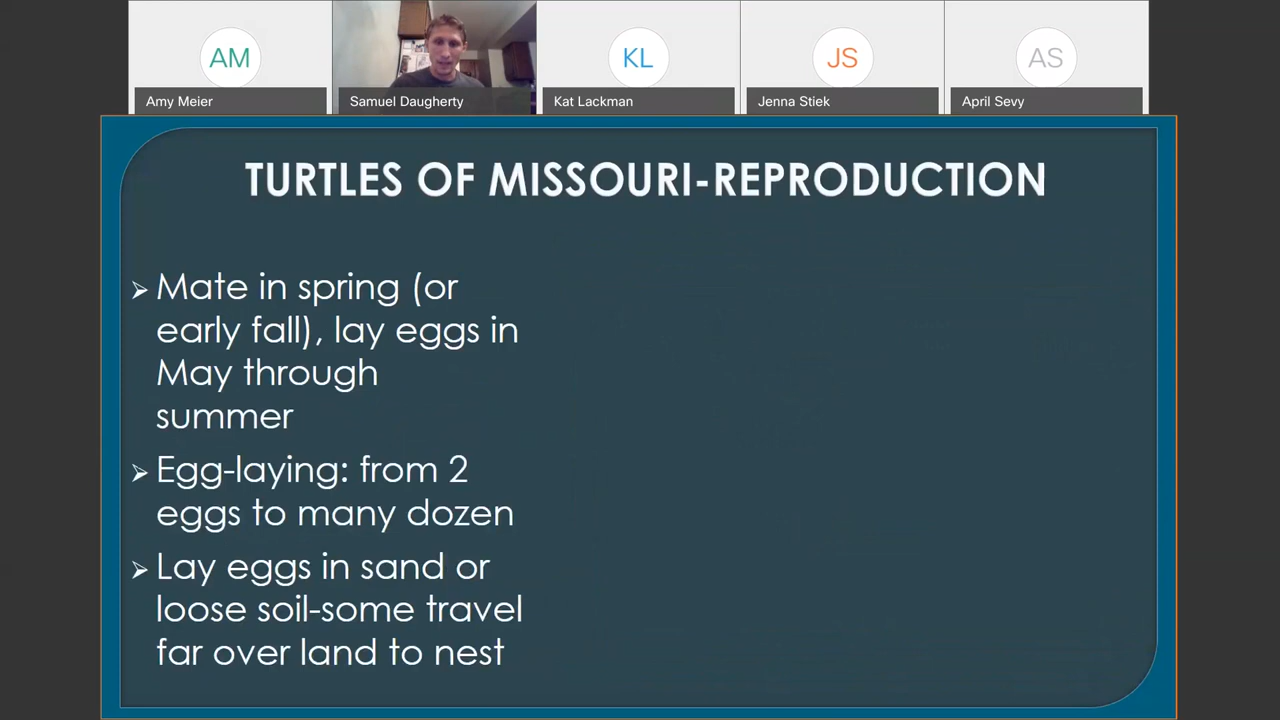 AM
KL
JS
AS
Amy Meier
Samuel Daugherty
Kat Lackman
Jenna Stiek
April Sevy
TURTLES OF MISSOURI-REPRODUCTION
➢ Mate in spring (or
early fall), lay eggs in
May through
summer
➢ Egg-laying: from 2
eggs to many dozen
➢ Lay eggs in sand or
loose soil-some travel
far over land to nest